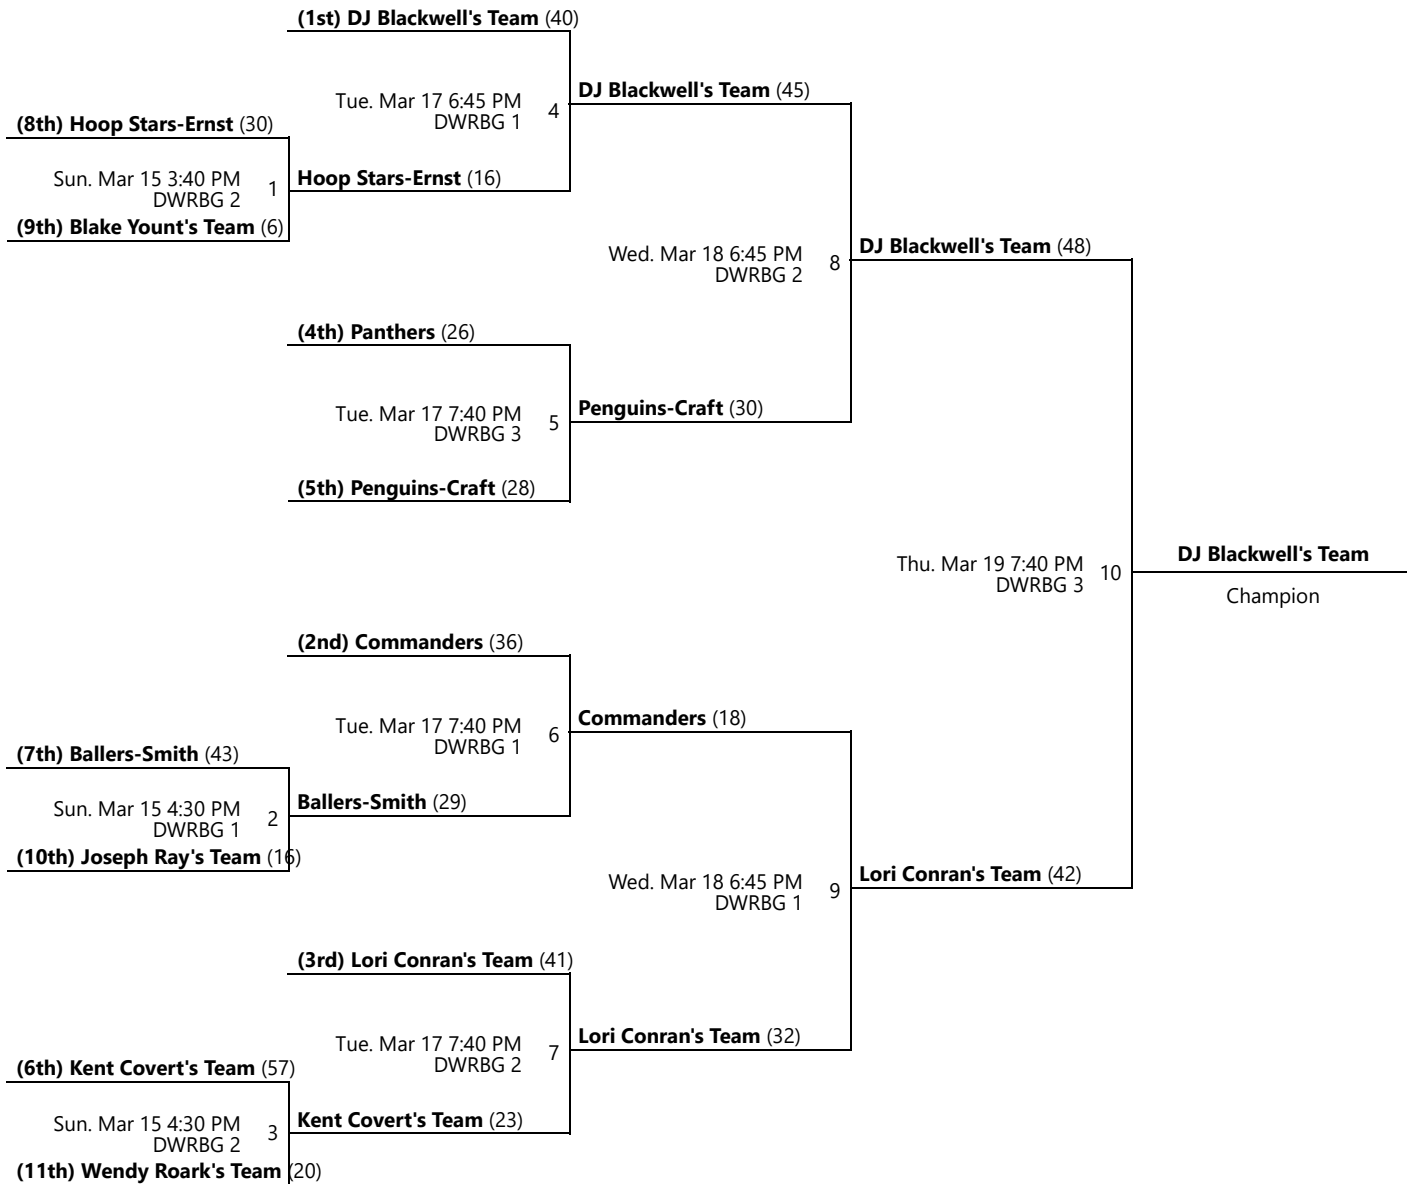 (1st) DJ Blackwell's Team (40)
DJ Blackwell's Team (45)
Tue. Mar 17 6:45 PM
DWRBG 1
4
(8th) Hoop Stars-Ernst (30)
Sun. Mar 15 3:40 PM
DWRBG 2
1
Hoop Stars-Ernst (16)
(9th) Blake Yount's Team (6)
DJ Blackwell's Team (48)
Wed. Mar 18 6:45 PM
DWRBG 2
8
(4th) Panthers (26)
Tue. Mar 17 7:40 PM
DWRBG 3
5
Penguins-Craft (30)
(5th) Penguins-Craft (28)
Thu. Mar 19 7:40 PM
DWRBG 3
10
DJ Blackwell's Team
Champion
(2nd) Commanders (36)
Tue. Mar 17 7:40 PM
DWRBG 1
6
Commanders (18)
(7th) Ballers-Smith (43)
Sun. Mar 15 4:30 PM
DWRBG 1
2
Ballers-Smith (29)
(10th) Joseph Ray's Team (16)
Wed. Mar 18 6:45 PM
DWRBG 1
9
Lori Conran's Team (42)
(3rd) Lori Conran's Team (41)
Tue. Mar 17 7:40 PM
DWRBG 2
7
Lori Conran's Team (32)
(6th) Kent Covert's Team (57)
Sun. Mar 15 4:30 PM
DWRBG 2
3
Kent Covert's Team (23)
(11th) Wendy Roark's Team (20)